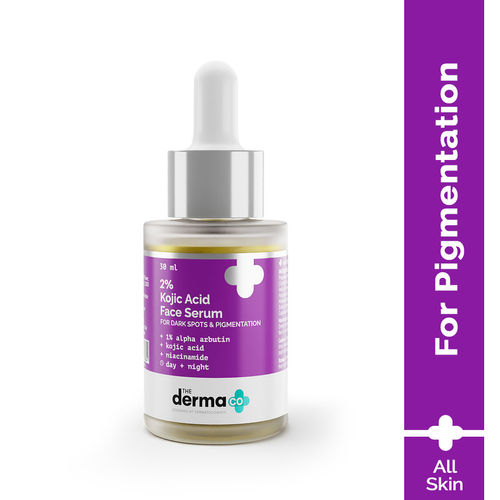 30 ml
2%
Kojic Acid
Face Serum
FOR DARK SPOTS & PIGMENTATION
+ 1% alpha arbutin
+ kojic acid
+ niacinamide
day + night
THE
derma co
For Pigmentation
All
Skin